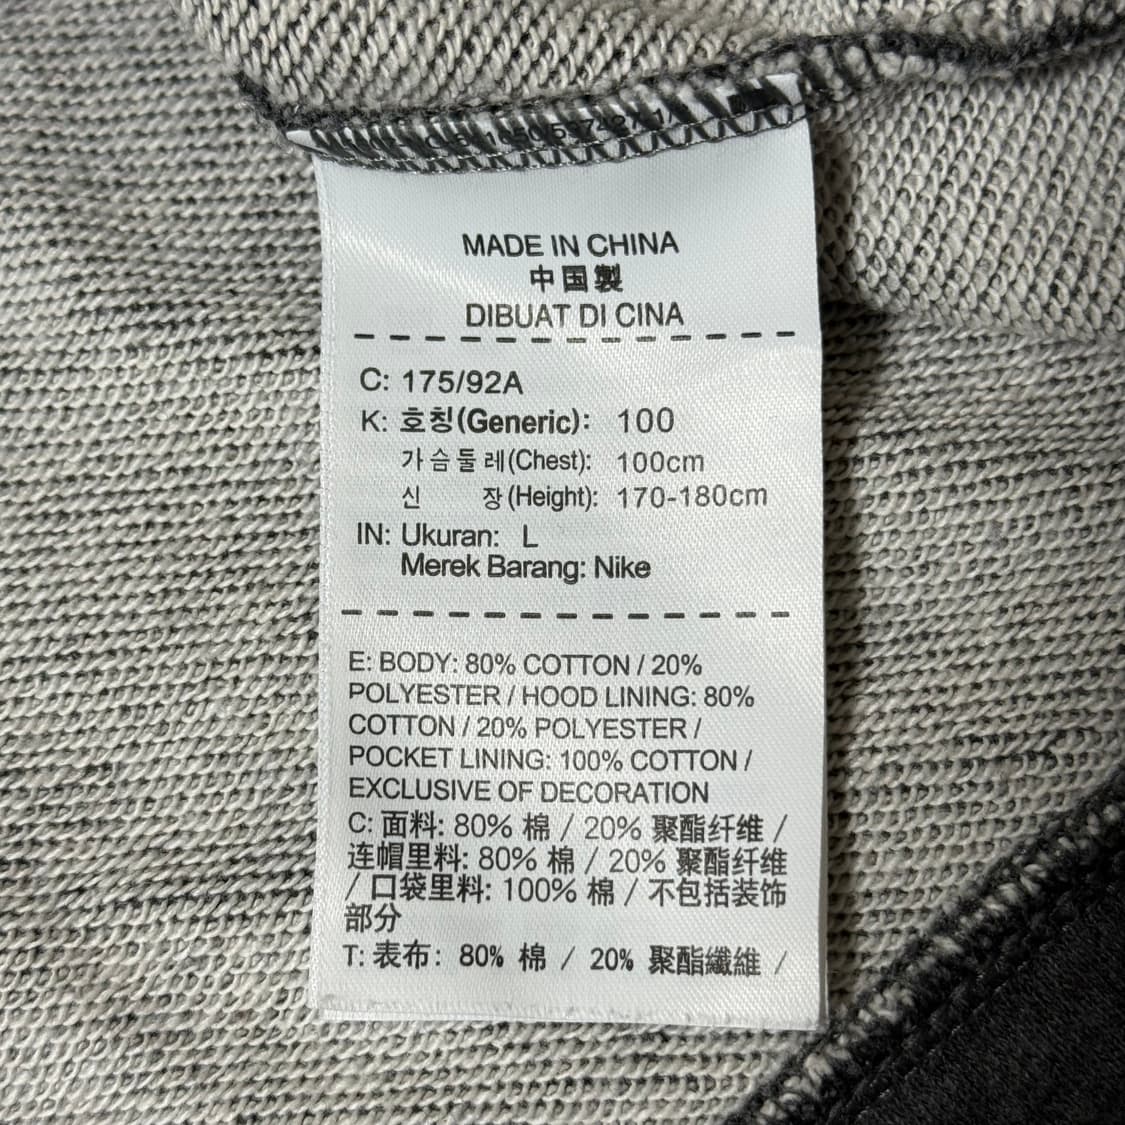 MADE IN CHINA
中国製
DIBUAT DI CINA
C: 175/92A
K: 호칭(Generic): 100
가슴둘레(Chest): 100cm
신 장(Height): 170-180cm
IN: Ukuran: L
Merek Barang: Nike
E: BODY: 80% COTTON / 20%
POLYESTER / HOOD LINING: 80%
COTTON / 20% POLYESTER /
POCKET LINING: 100% COTTON /
EXCLUSIVE OF DECORATION
C: 面料: 80% 棉 / 20% 聚酯纤维 /
连帽里料: 80% 棉 / 20% 聚酯纤维
/ 口袋里料: 100% 棉 / 不包括装饰
部分
T: 表布: 80% 棉 / 20% 聚酯纖維 /